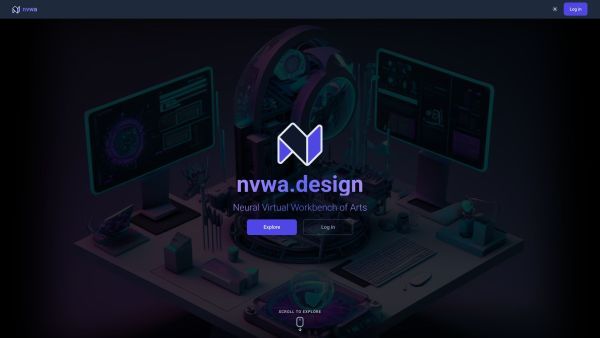 nvwa
Log in
nvwa.design
Neural Virtual Workbench of Arts
Explore
Log in
SCROLL TO EXPLORE